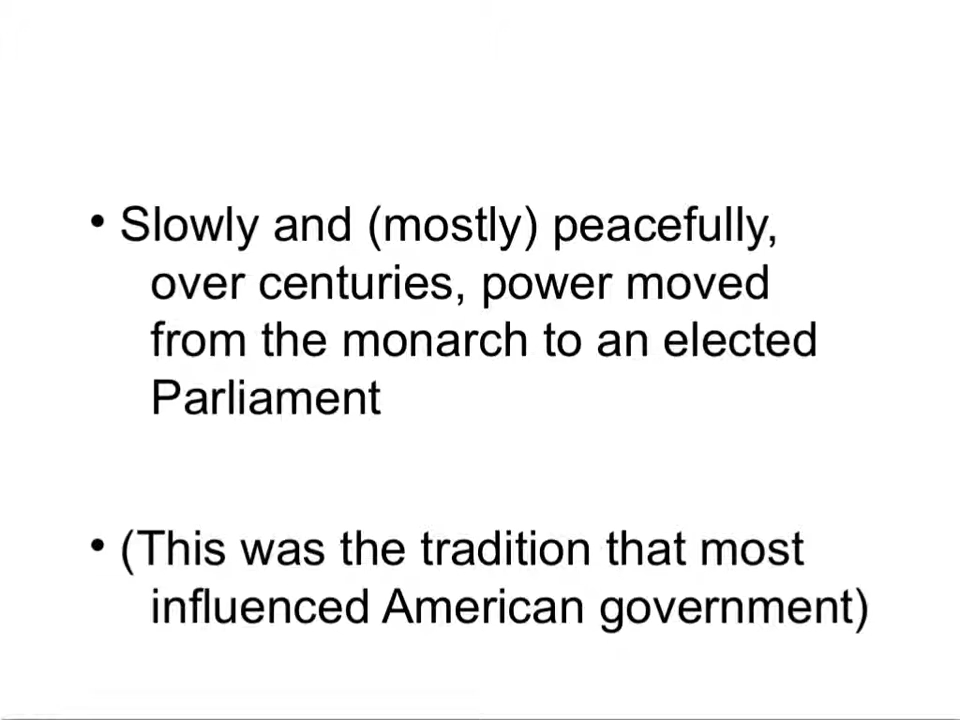 • Slowly and (mostly) peacefully,
over centuries, power moved
from the monarch to an elected
Parliament
• (This was the tradition that most
influenced American government)